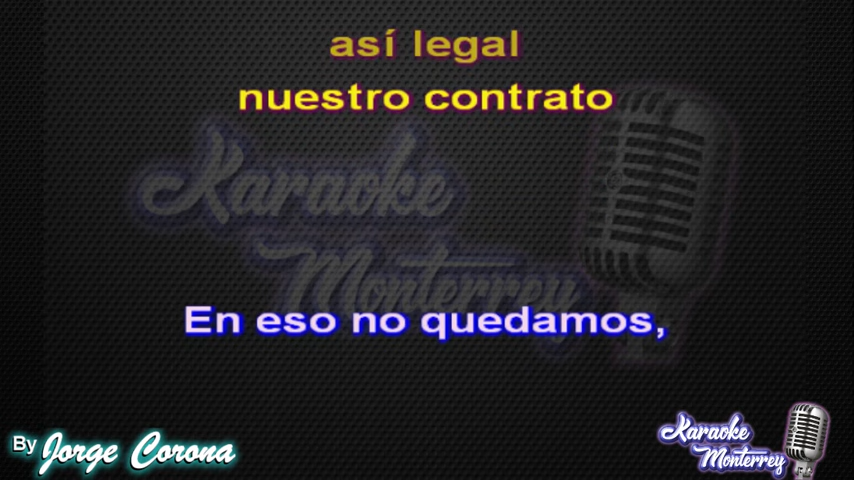 así legal
nuestro contrato
Karaoke
Monterrey
En eso no quedamos,
By Jorge Corona
Karaoke
Monterrey